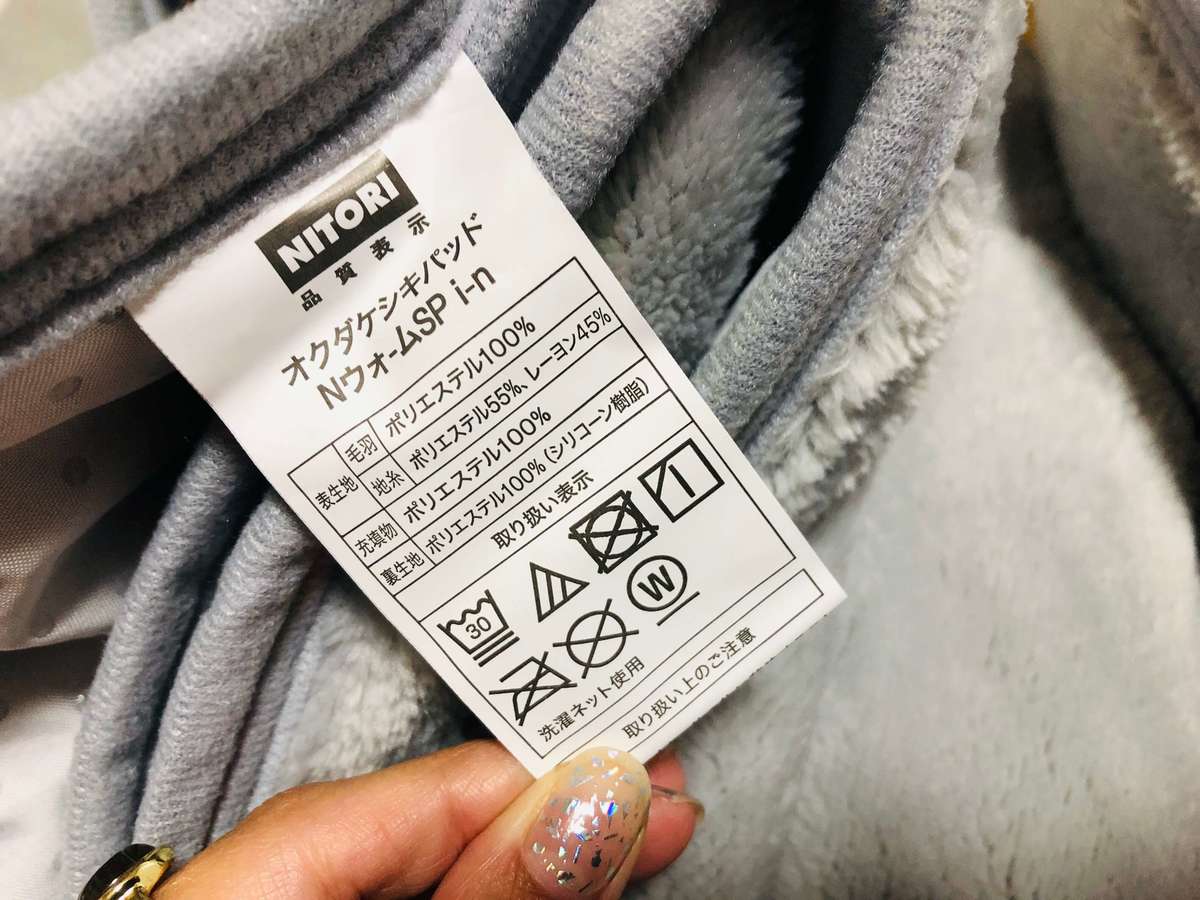 NITORI
品質表示
オクダケシキパッド
NウォームSP i-n
表生地 毛羽 ポリエステル100%
地糸 ポリエステル55%、レーヨン45%
充填物 ポリエステル100%
裏生地 ポリエステル100%(シリコーン樹脂)
取り扱い表示
30
W
洗濯ネット使用
取り扱い上のご注意